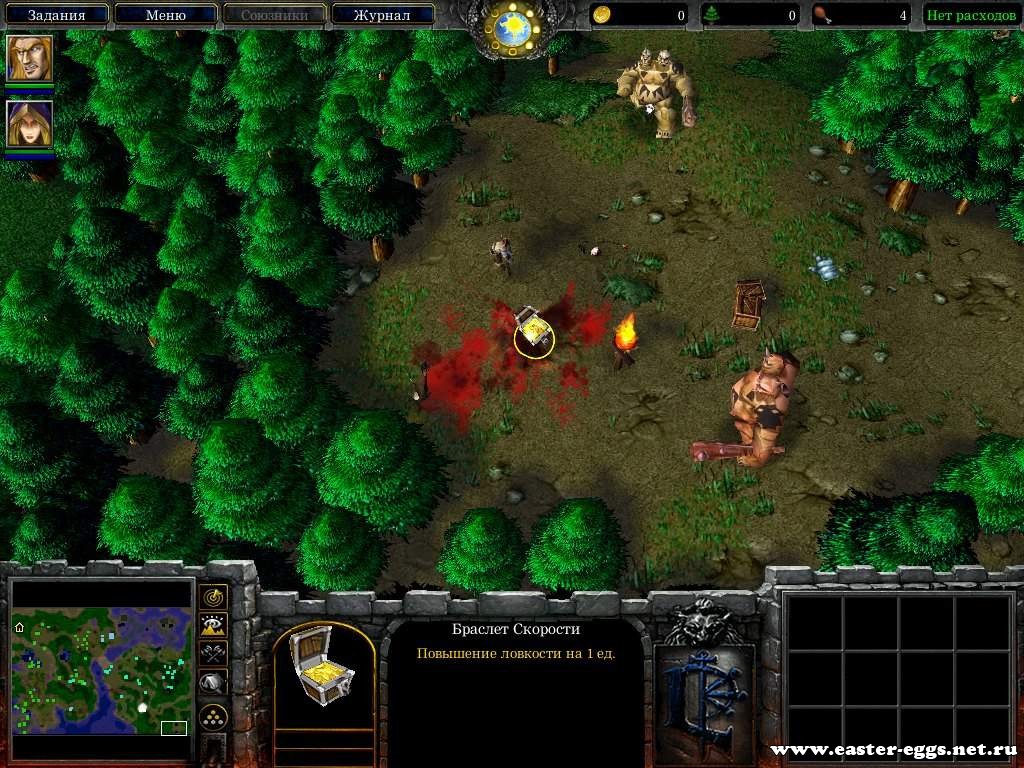 Задания Меню Союзники Журнал 0 0 4 Нет расходов
Браслет Скорости
Повышение ловкости на 1 ед.
www.easter-eggs.net.ru